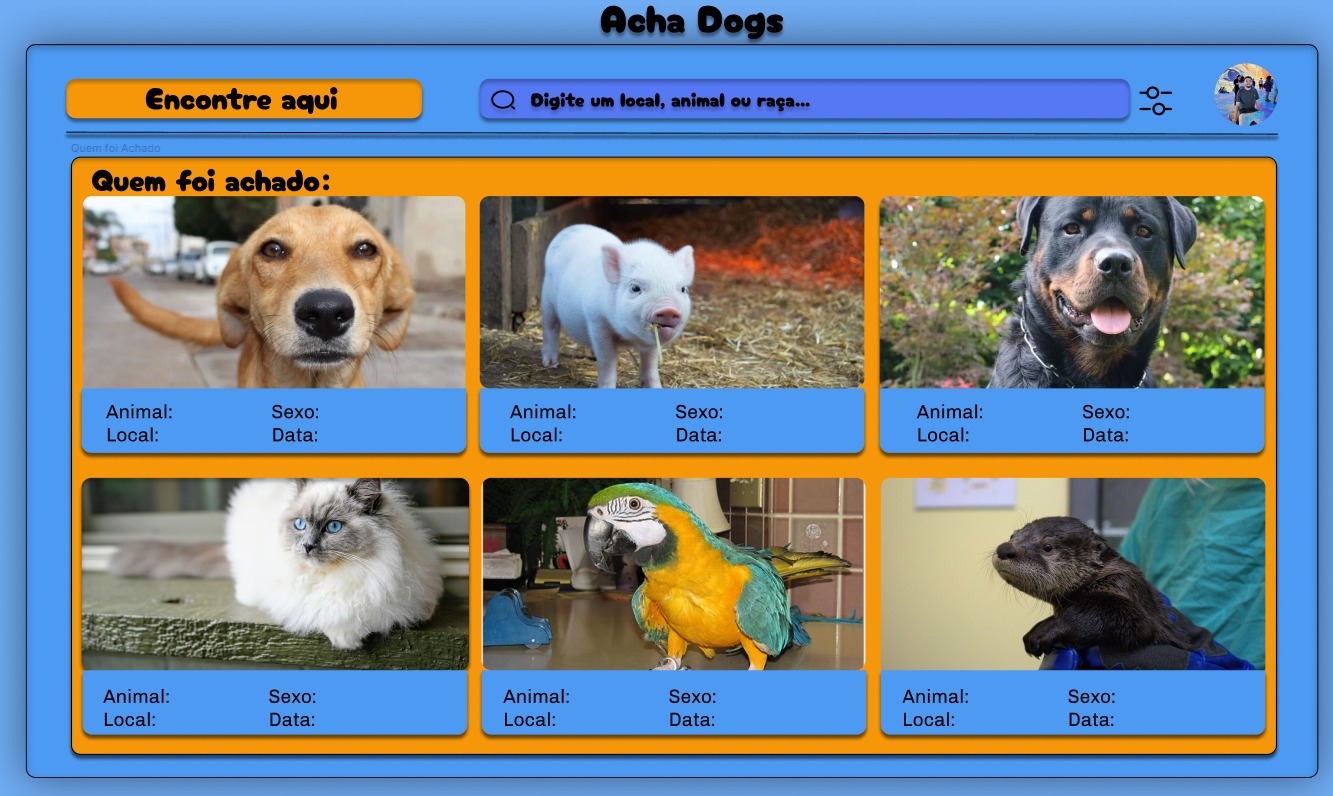 Acha Dogs
Encontre aqui
Digite um local, animal ou raça...
Quem foi Achado
Quem foi achado:
Animal: Sexo:
Local: Data:
Animal: Sexo:
Local: Data:
Animal: Sexo:
Local: Data:
Animal: Sexo:
Local: Data:
Animal: Sexo:
Local: Data:
Animal: Sexo:
Local: Data: